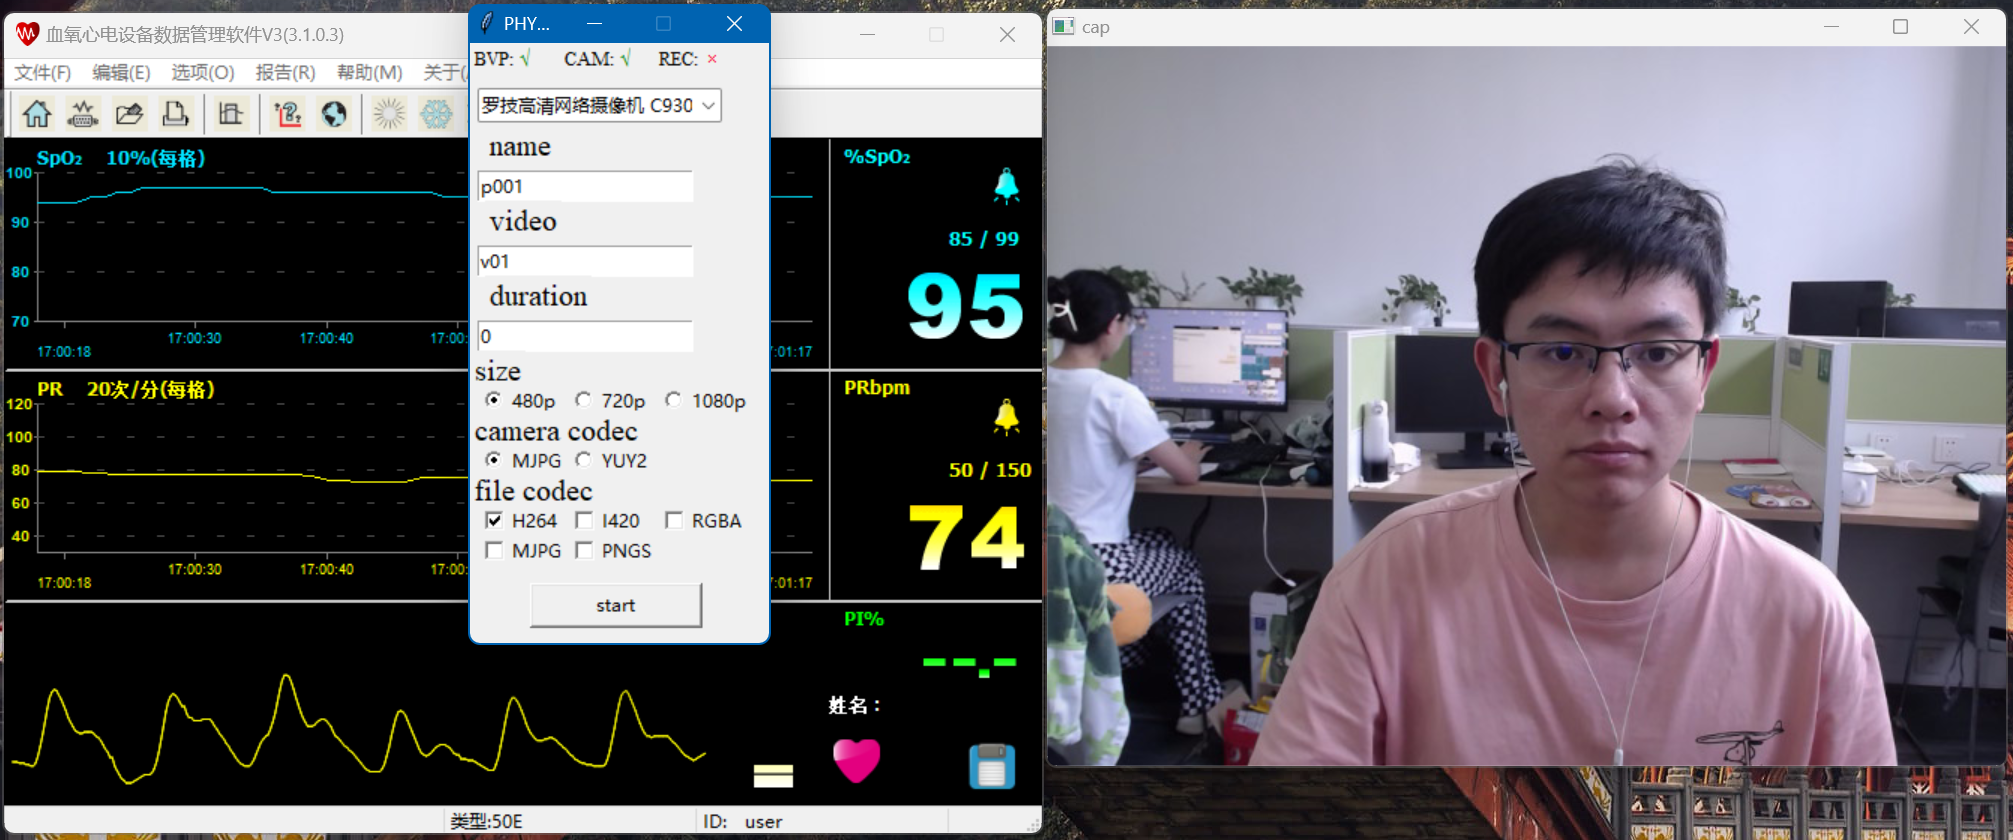 血氧心电设备数据管理软件V3(3.1.0.3)
文件(F) 编辑(E) 选项(O) 报告(R) 帮助(M) 关于(
SpO₂ 10%(每格)
100
90
80
70
17:00:18 17:00:30 17:00:40 17:00: :01:17
%SpO₂
85 / 99
95
PR 20次/分(每格)
120
100
80
60
40
17:00:18 17:00:30 17:00:40 17:00: :01:17
PRbpm
50 / 150
74
PI%
--.-
姓名：
类型:50E ID: user
PHY...
BVP: √ CAM: √ REC: ×
罗技高清网络摄像机 C930
name
p001
video
v01
duration
0
size
480p 720p 1080p
camera codec
MJPG YUY2
file codec
H264 I420 RGBA
MJPG PNGS
start
cap